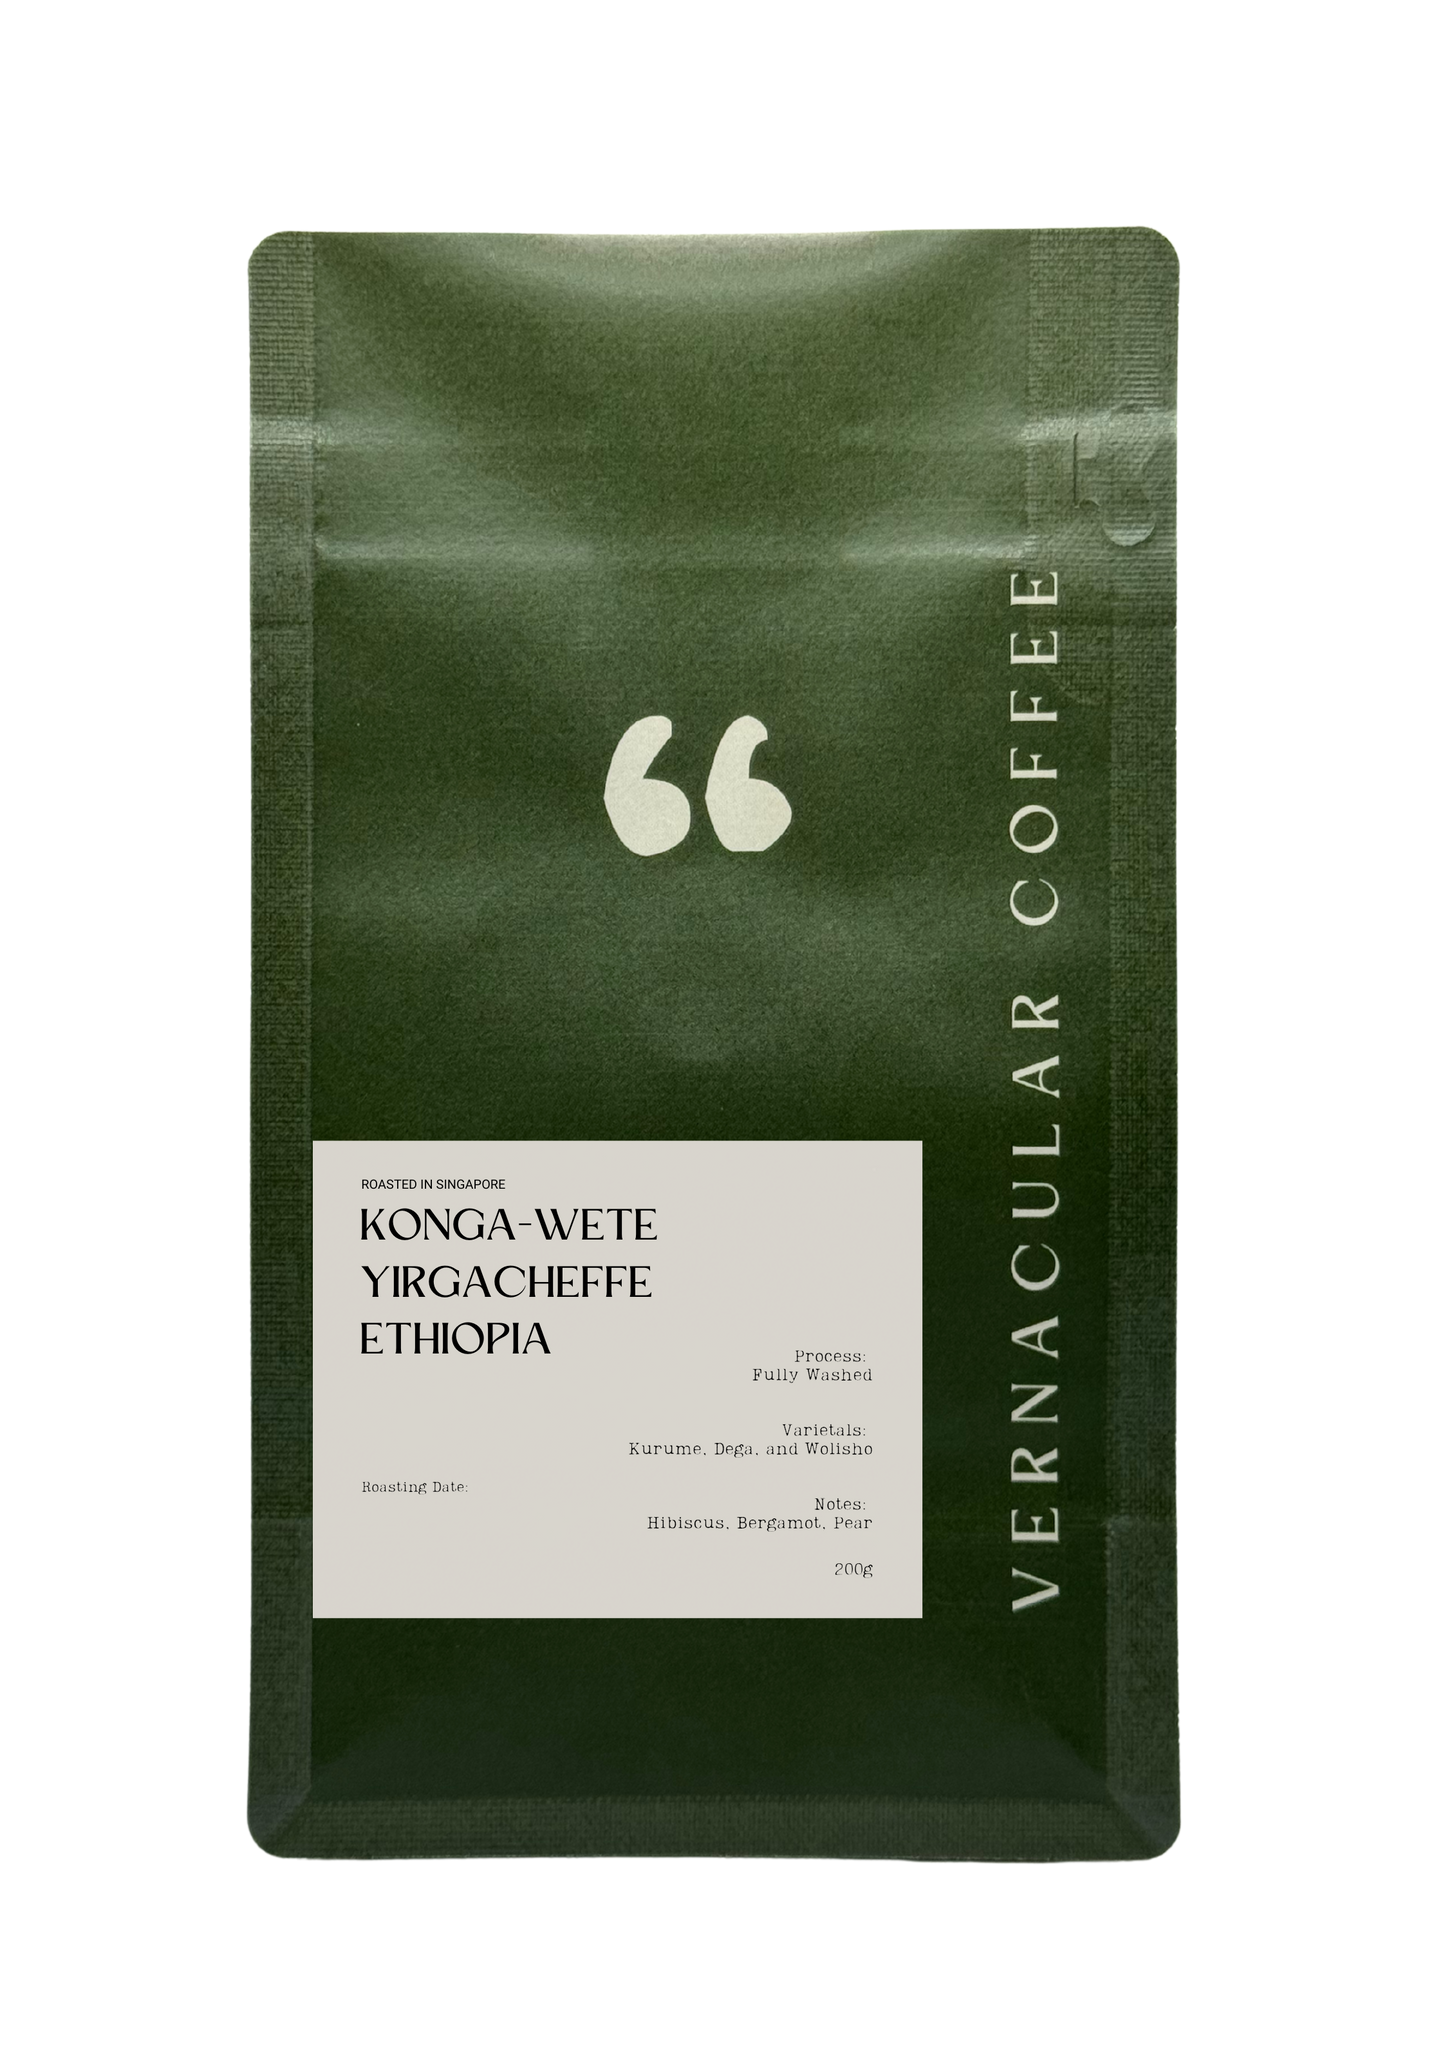 VERNACULAR COFFEE
ROASTED IN SINGAPORE
KONGA-WETE
YIRGACHEFFE
ETHIOPIA
Process:
Fully Washed
Varietals:
Kurume, Dega, and Wolisho
Roasting Date:
Notes:
Hibiscus, Bergamot, Pear
200g